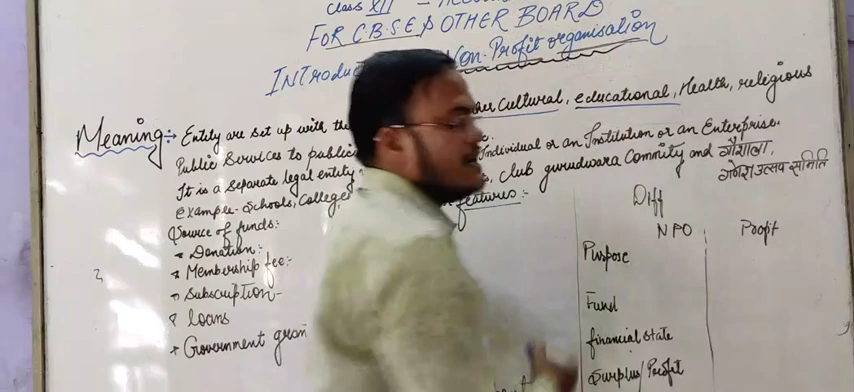 Class XII - Acco
FOR C.B.S.E & OTHER BOARD
INTroduc Non-Profit organisation
Meaning:- Entity are set up with the her Cultural, educational, Health, religious
Public Services to public Individual or an Institution or an Enterprise.
It is a separate legal entity club gurudwara Commity and गौशाला,
गणेश उत्सव समिति
Example- Schools, College features:-
Source of funds:
Donation:-
Membership fee:-
Subscription-
loans
Government gran
Diff
NPO Profit
Purpose
Fund
financial state
Surplus/Profit